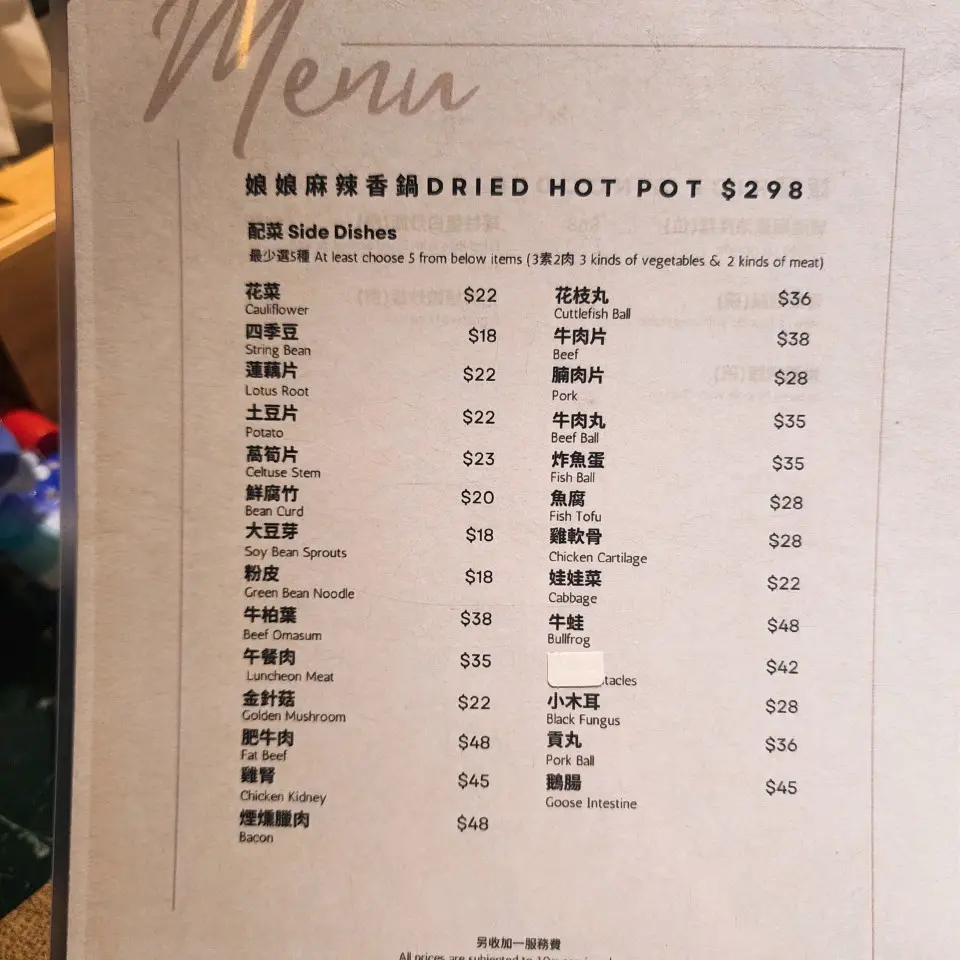 Menu
娘娘麻辣香鍋DRIED HOT POT $298
配菜 Side Dishes
最少選5種 At least choose 5 from below items (3素2肉 3 kinds of vegetables & 2 kinds of meat)
花菜 $22
Cauliflower
四季豆 $18
String Bean
蓮藕片 $22
Lotus Root
土豆片 $22
Potato
萵筍片 $23
Celtuse Stem
鮮腐竹 $20
Bean Curd
大豆芽 $18
Soy Bean Sprouts
粉皮 $18
Green Bean Noodle
牛柏葉 $38
Beef Omasum
午餐肉 $35
Luncheon Meat
金針菇 $22
Golden Mushroom
肥牛肉 $48
Fat Beef
雞腎 $45
Chicken Kidney
煙燻臘肉 $48
Bacon
花枝丸 $36
Cuttlefish Ball
牛肉片 $38
Beef
腩肉片 $28
Pork
牛肉丸 $35
Beef Ball
炸魚蛋 $35
Fish Ball
魚腐 $28
Fish Tofu
雞軟骨 $28
Chicken Cartilage
娃娃菜 $22
Cabbage
牛蛙 $48
Bullfrog
$42
tacles
小木耳 $28
Black Fungus
貢丸 $36
Pork Ball
鵝腸 $45
Goose Intestine
另收加一服務費
All prices are subjected to 10%